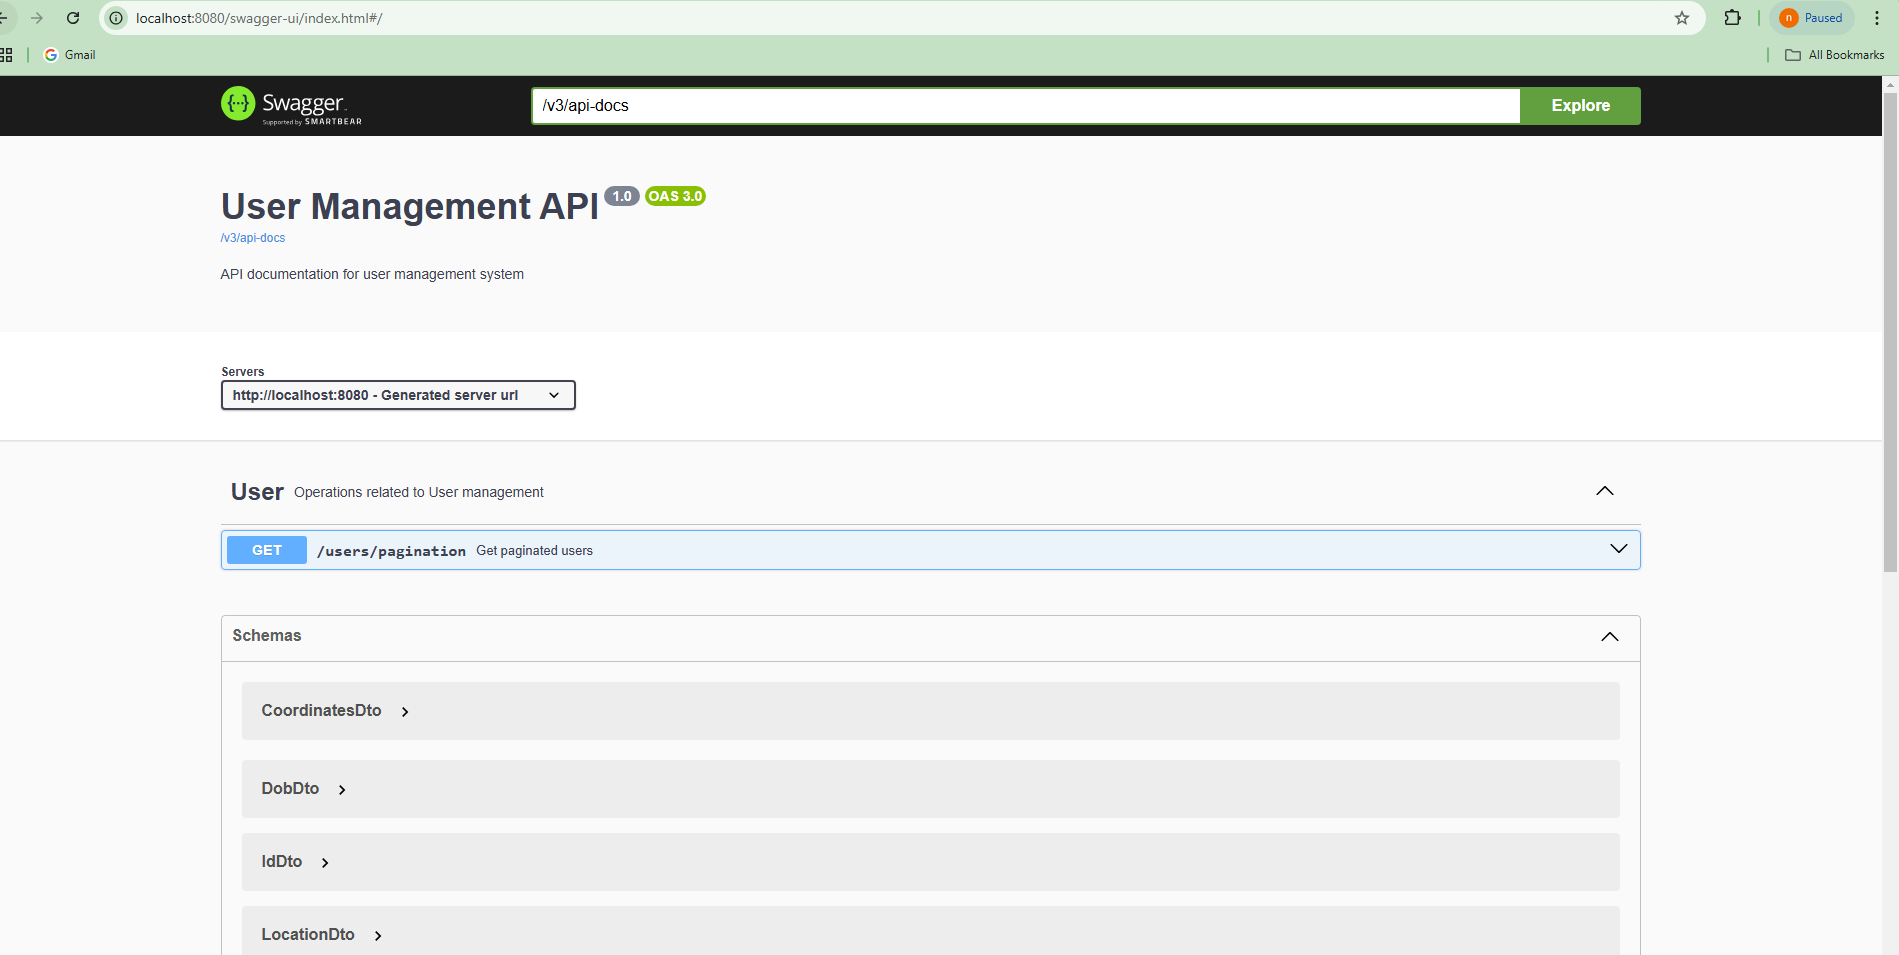 localhost:8080/swagger-ui/index.html#/
n Paused
Gmail
All Bookmarks
{···} Swagger.
Supported by SMARTBEAR
/v3/api-docs
Explore
User Management API 1.0 OAS 3.0
/v3/api-docs
API documentation for user management system
Servers
http://localhost:8080 - Generated server url
User Operations related to User management
GET /users/pagination Get paginated users
Schemas
CoordinatesDto
DobDto
IdDto
LocationDto